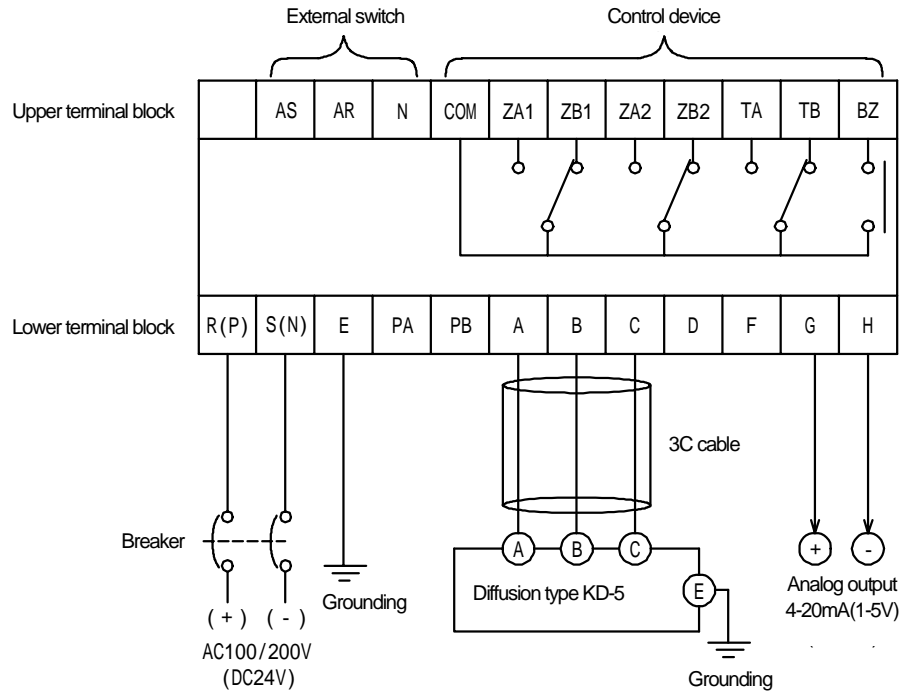 External switch
Control device
Upper terminal block
AS AR N COM ZA1 ZB1 ZA2 ZB2 TA TB BZ
Lower terminal block
R(P) S(N) E PA PB A B C D F G H
3C cable
Breaker
A B C
+ -
Diffusion type KD-5
E
Analog output
4-20mA(1-5V)
Grounding
(+) (-)
AC100/200V
(DC24V)
Grounding